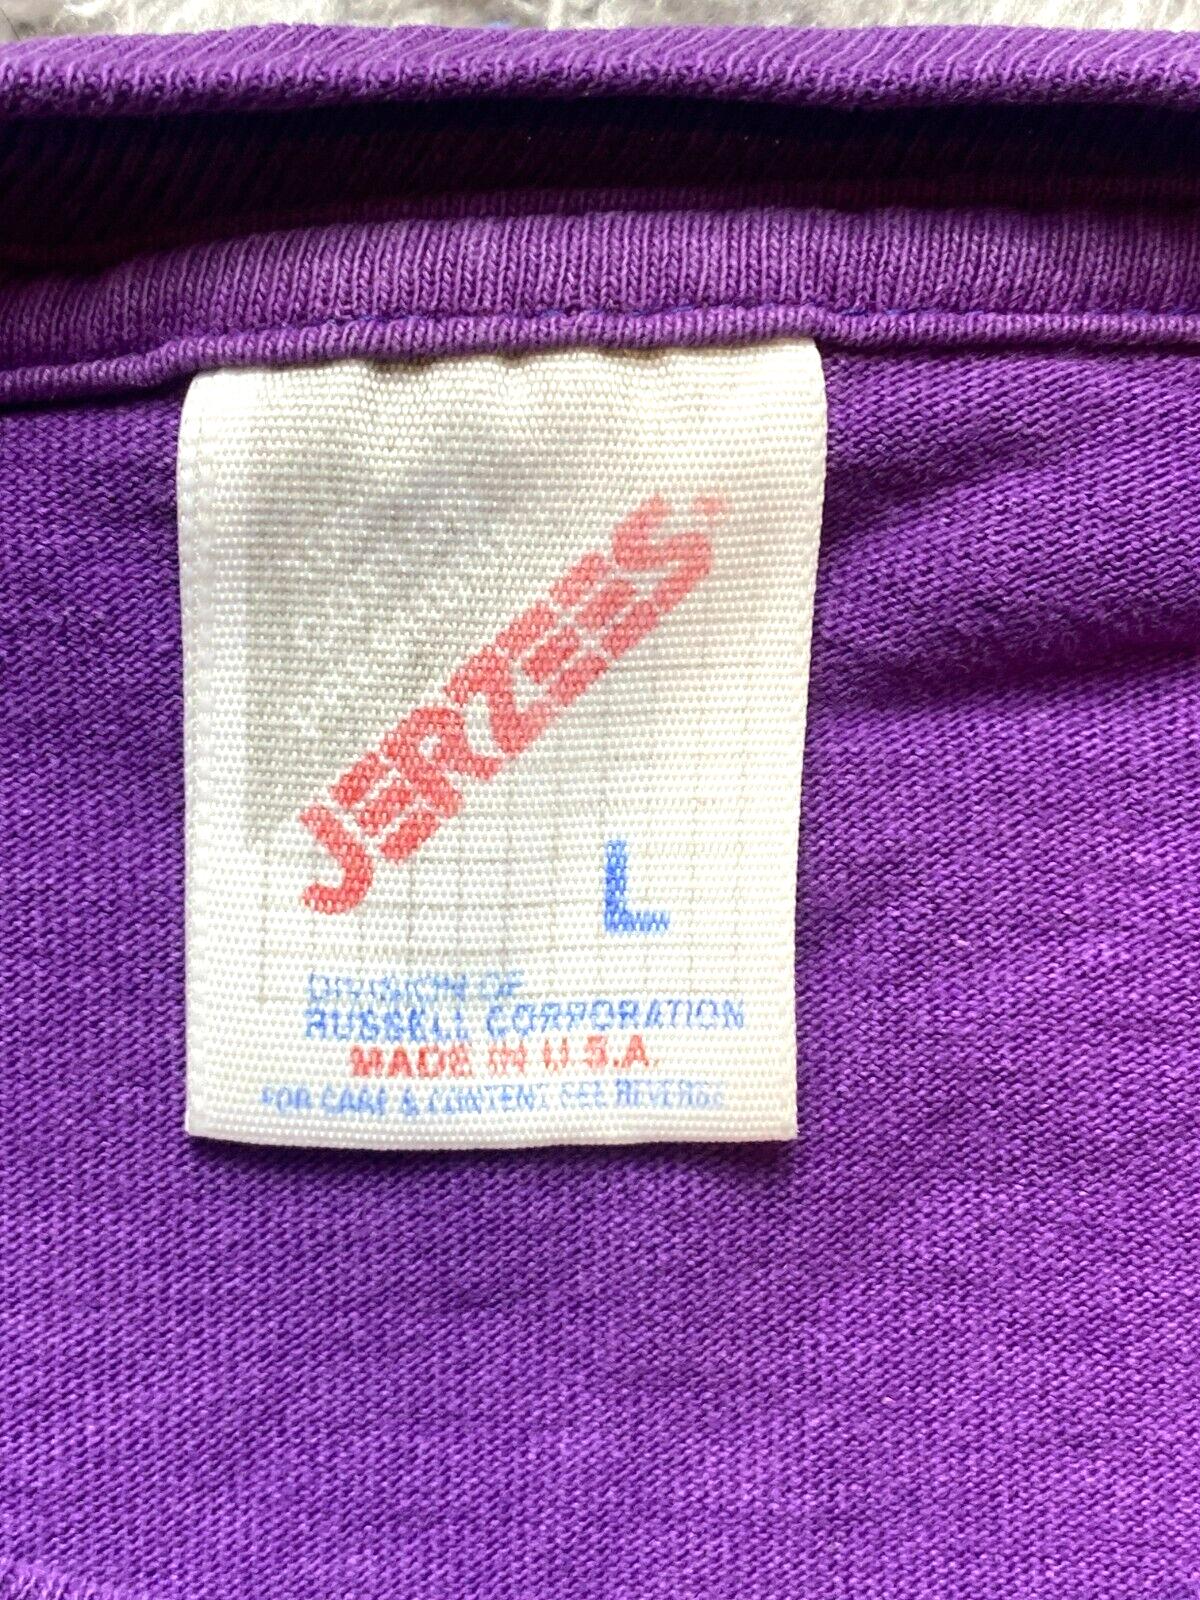 JERZEES
L
DIVISION OF
RUSSELL CORPORATION
MADE IN U.S.A.
FOR CARE & CONTENT SEE REVERSE